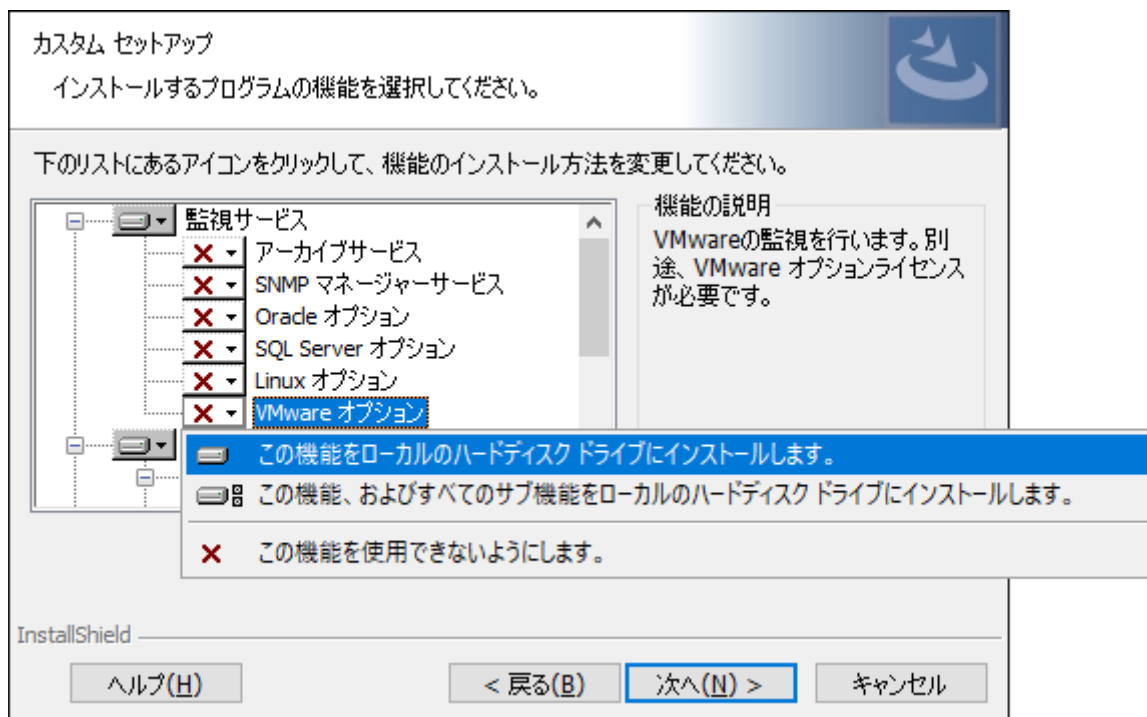 カスタム セットアップ
インストールするプログラムの機能を選択してください。
下のリストにあるアイコンをクリックして、機能のインストール方法を変更してください。
監視サービス
アーカイブサービス
SNMP マネージャーサービス
Oracle オプション
SQL Server オプション
Linux オプション
VMware オプション
機能の説明
VMwareの監視を行います。別
途、VMware オプションライセンス
が必要です。
この機能をローカルのハードディスク ドライブにインストールします。
この機能、およびすべてのサブ機能をローカルのハードディスク ドライブにインストールします。
この機能を使用できないようにします。
InstallShield
ヘルプ(H)
< 戻る(B)
次へ(N) >
キャンセル